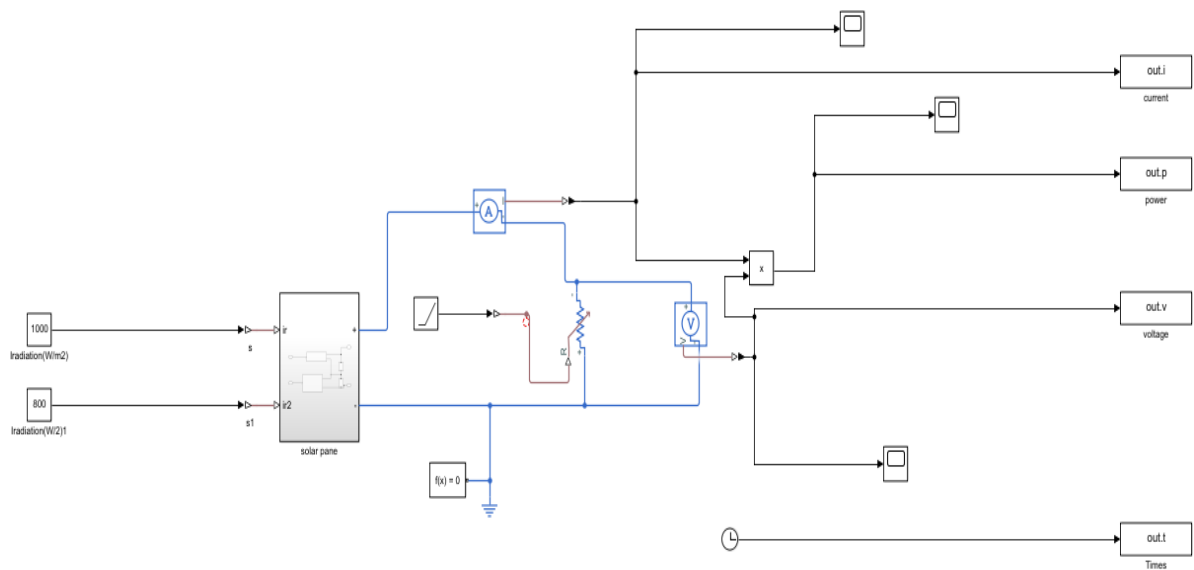 out.i
current
out.p
power
A
x
+
1000
Iradiation(W/m2)
s
ir
+
V
out.v
voltage
R
800
Iradiation(W/2)1
s1
ir2
-
solar pane
f(x) = 0
out.t
Times